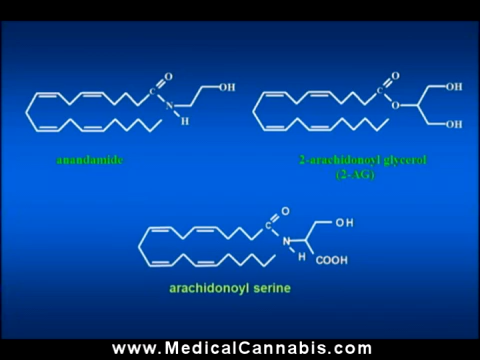 O
C
OH
N
H
anandamide
O
C
OH
O
OH
2-arachidonoyl glycerol
(2-AG)
O
C
OH
N
H
COOH
arachidonoyl serine
www.MedicalCannabis.com